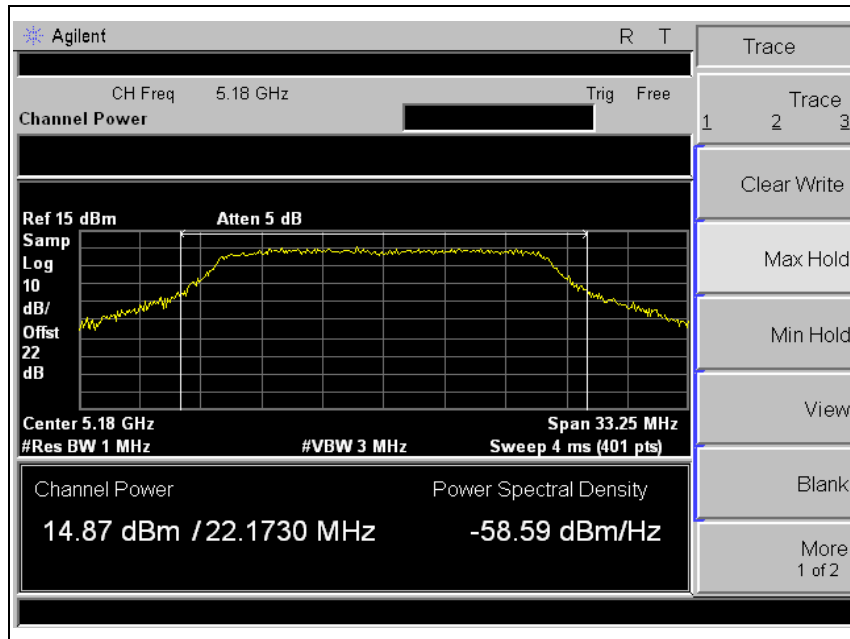 Agilent R T
Trace
CH Freq 5.18 GHz Trig Free
Channel Power
Trace
1 2 3
Clear Write
Ref 15 dBm Atten 5 dB
Samp
Log
10
dB/
Offst
22
dB
Max Hold
Min Hold
View
Center 5.18 GHz Span 33.25 MHz
#Res BW 1 MHz #VBW 3 MHz Sweep 4 ms (401 pts)
Channel Power Power Spectral Density
14.87 dBm / 22.1730 MHz -58.59 dBm/Hz
Blank
More
1 of 2